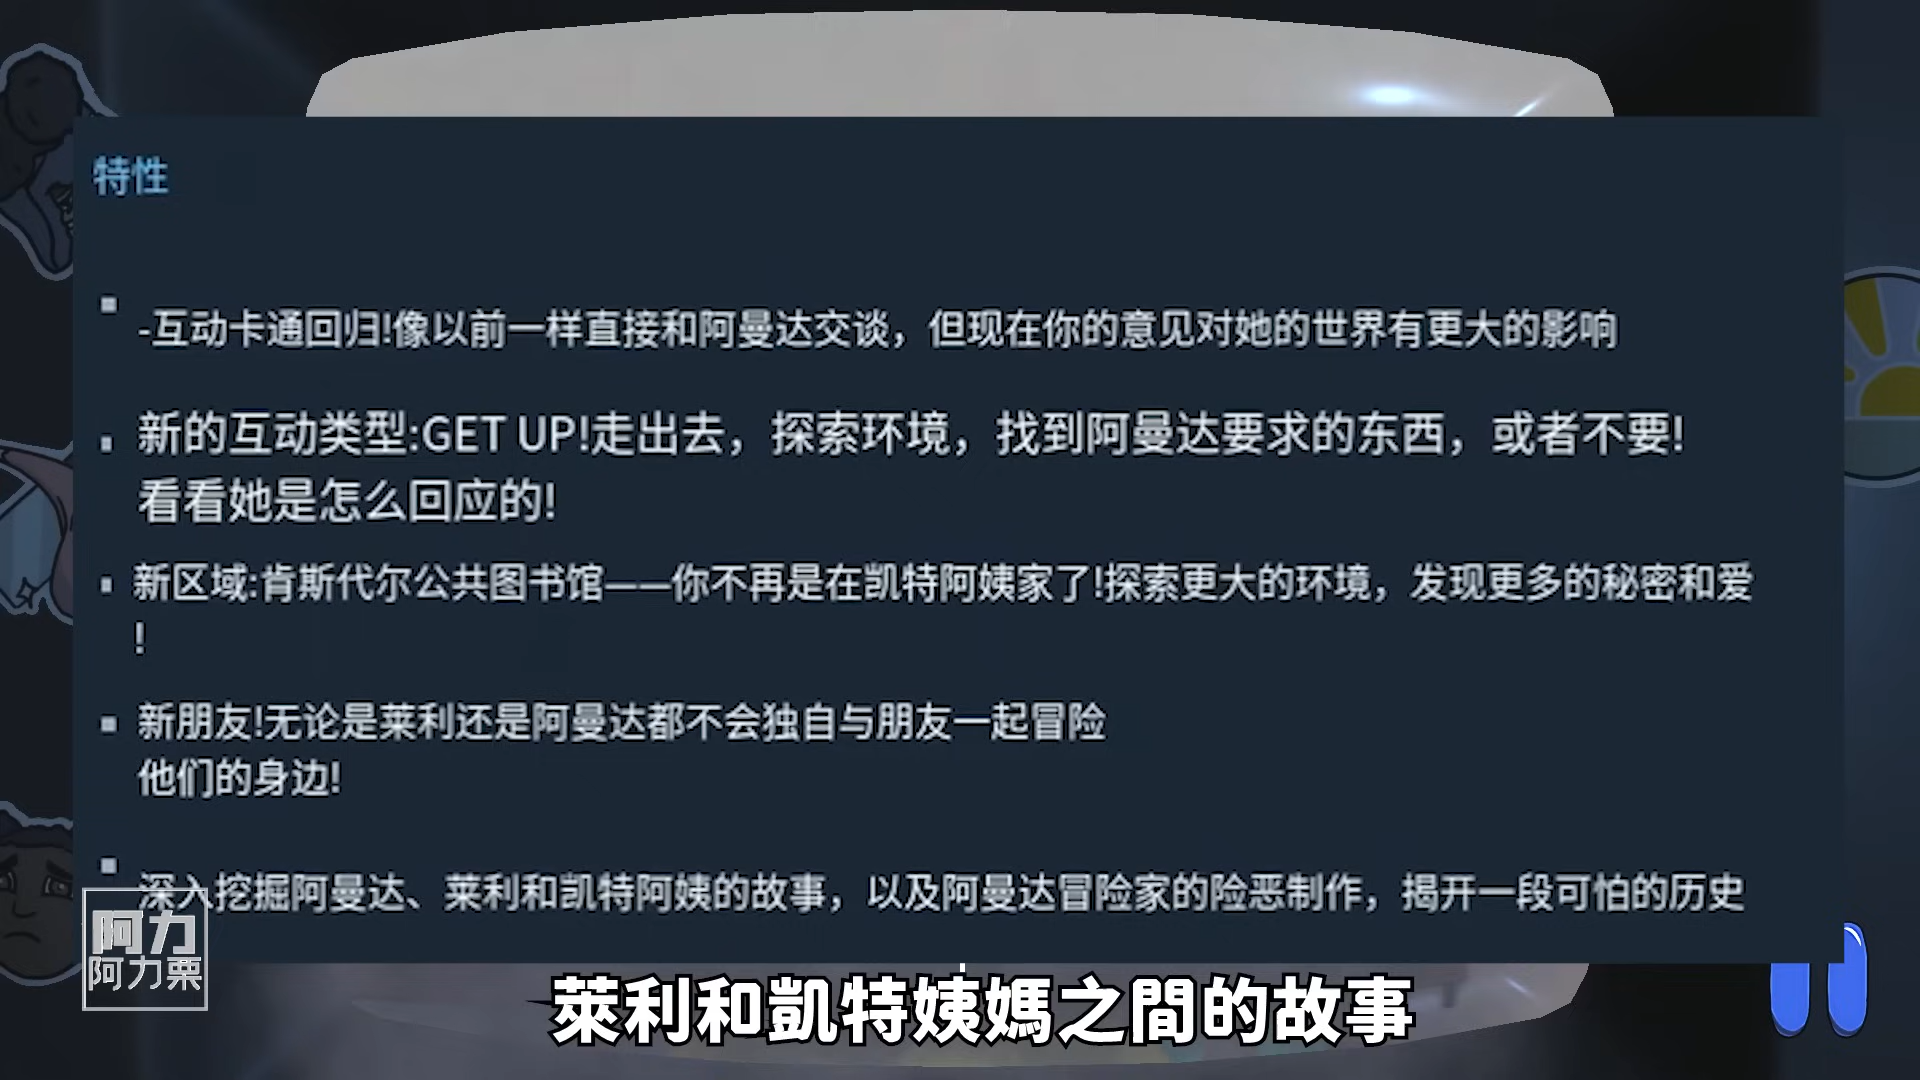 特性
-互动卡通回归!像以前一样直接和阿曼达交谈，但现在你的意见对她的世界有更大的影响
新的互动类型:GET UP!走出去，探索环境，找到阿曼达要求的东西，或者不要!
看看她是怎么回应的!
新区域:肯斯代尔公共图书馆——你不再是在凯特阿姨家了!探索更大的环境，发现更多的秘密和爱
!
新朋友!无论是莱利还是阿曼达都不会独自与朋友一起冒险
他们的身边!
深入挖掘阿曼达、莱利和凯特阿姨的故事，以及阿曼达冒险家的险恶制作，揭开一段可怕的历史
阿力
阿力栗
萊利和凱特姨媽之間的故事